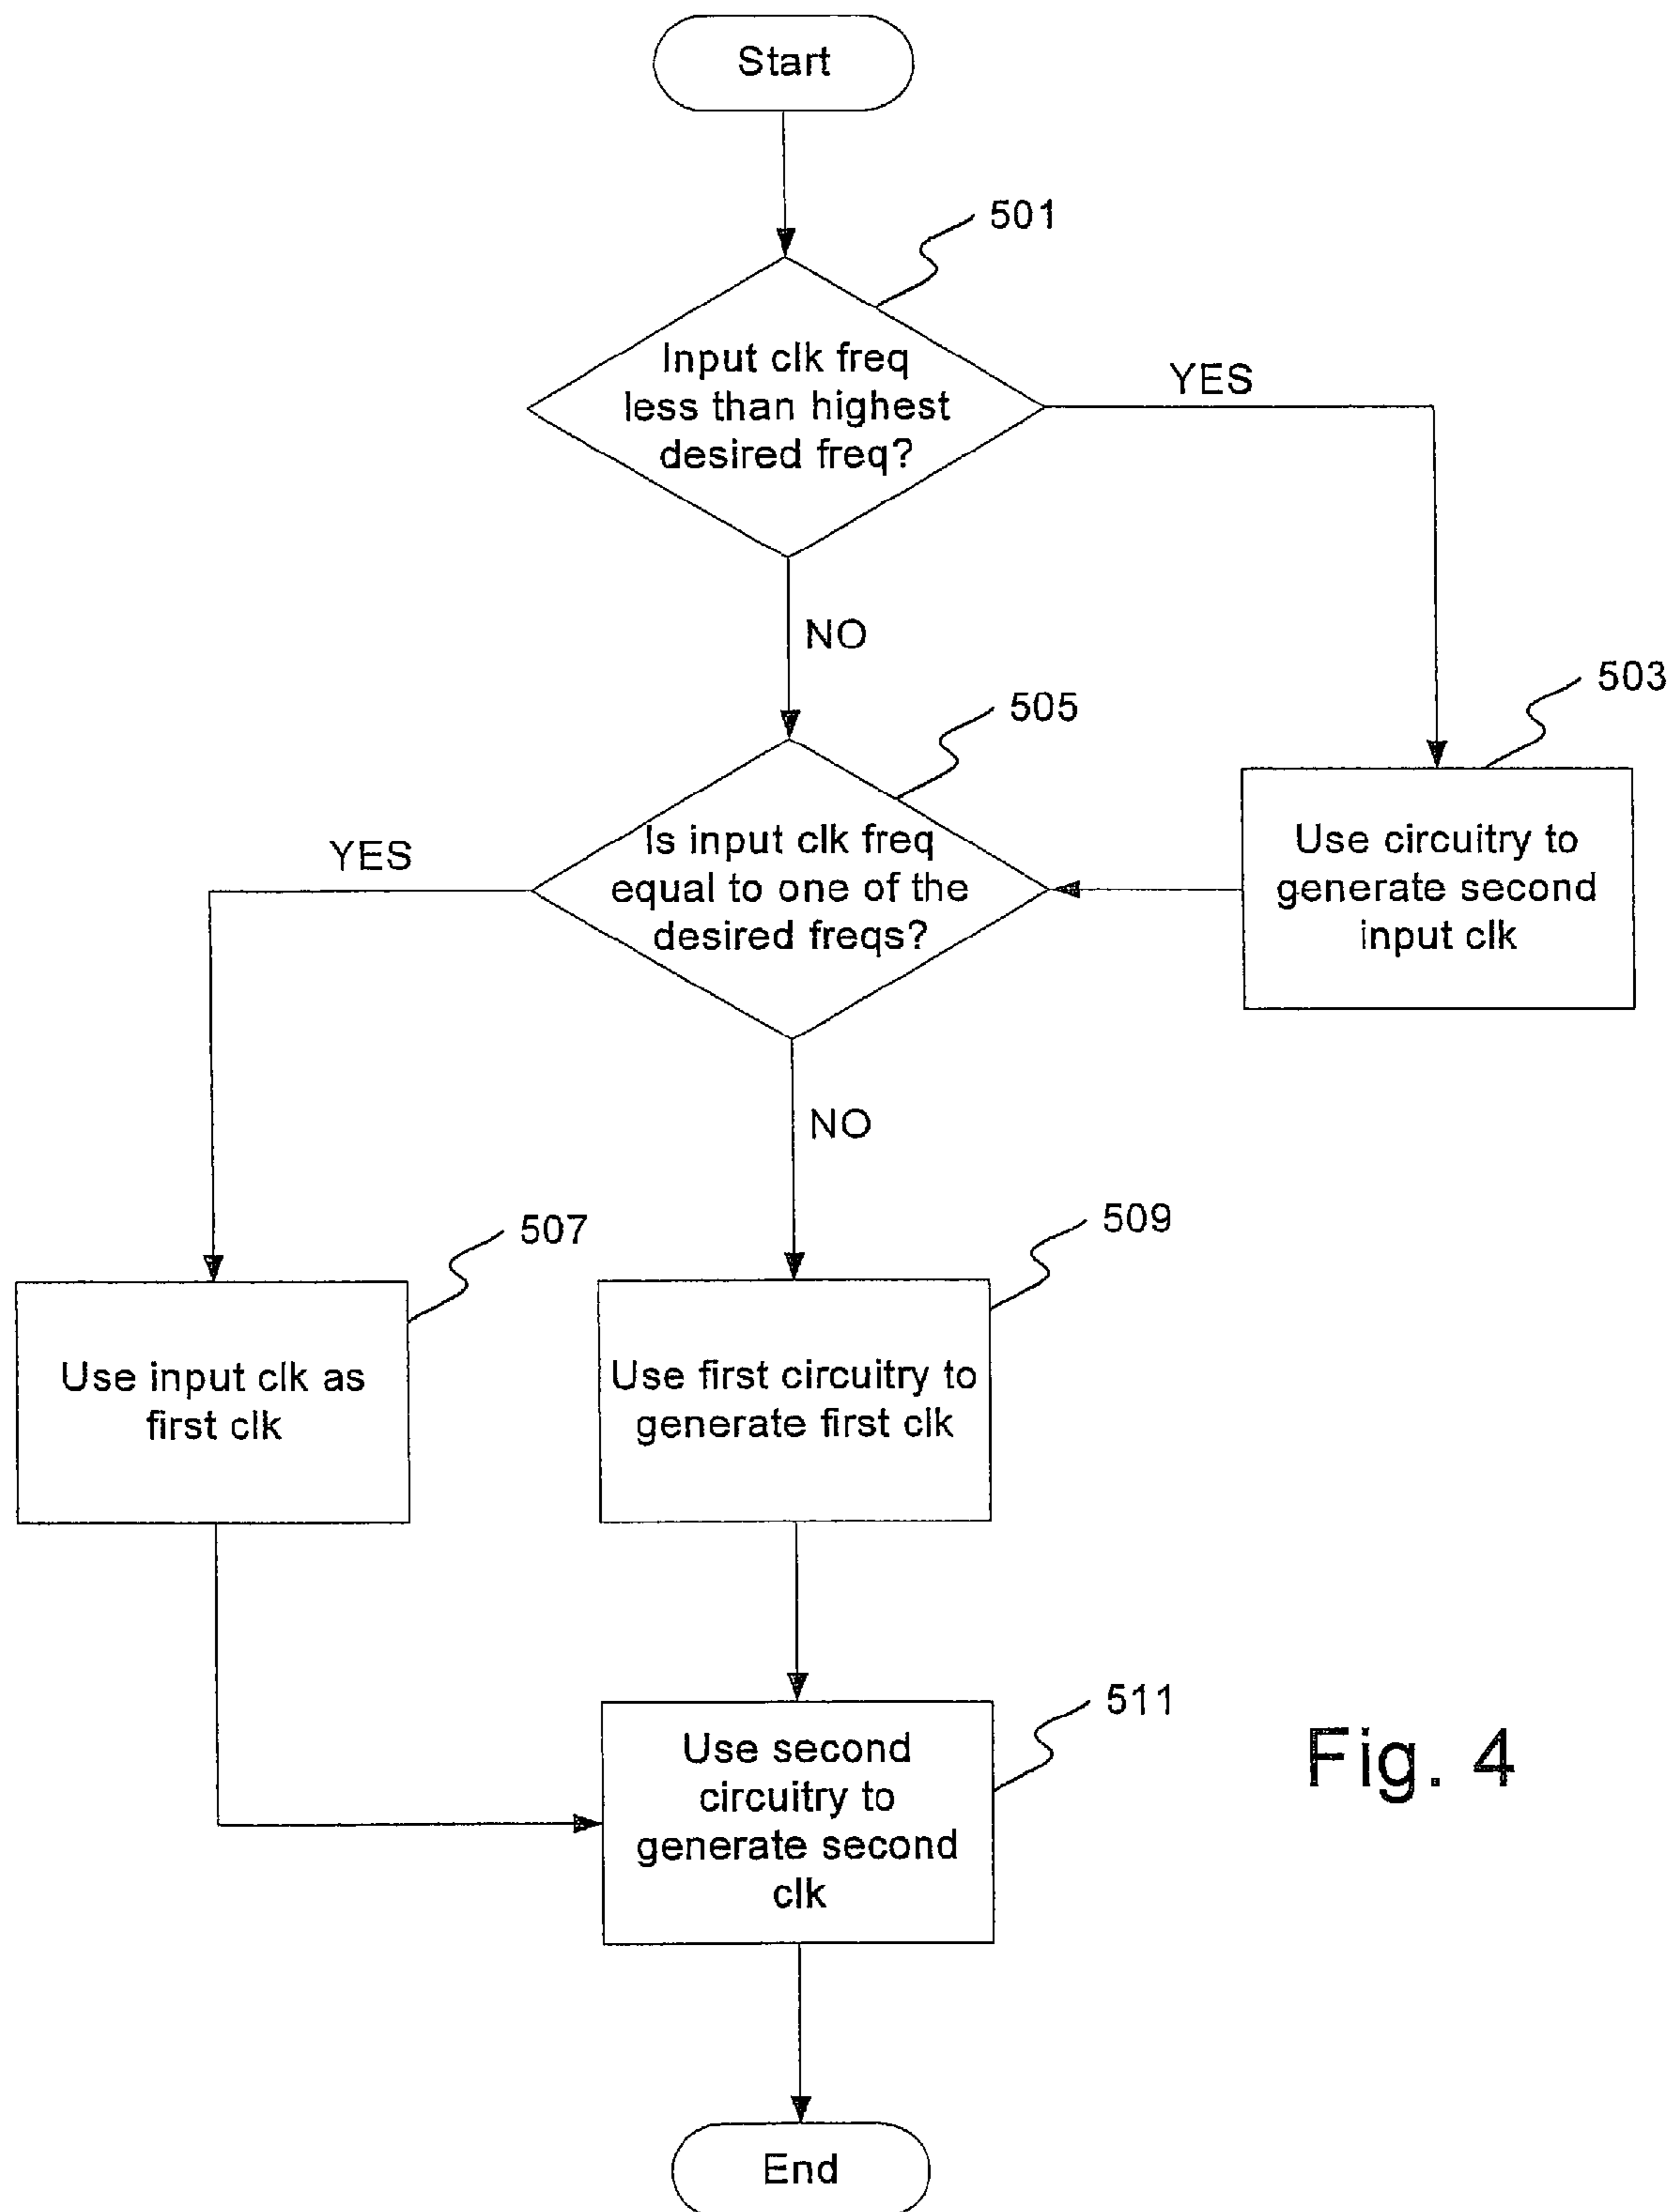 Start
501
Input clk freq
less than highest
desired freq?
YES
NO
503
505
Use circuitry to
generate second
input clk
Is input clk freq
equal to one of the
desired freqs?
YES
NO
507
509
Use input clk as
first clk
Use first circuitry to
generate first clk
511
Use second
circuitry to
generate second
clk
Fig. 4
End